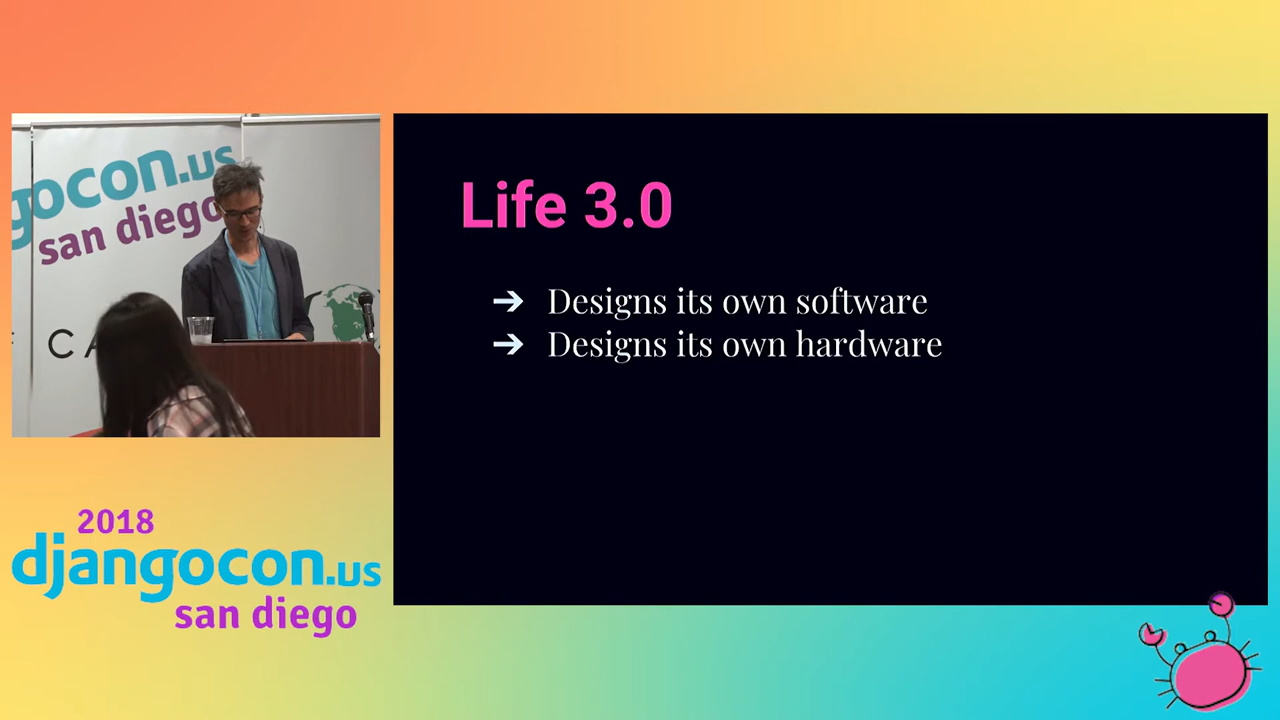 gocon.us
san diego
CA
Life 3.0
➔ Designs its own software
➔ Designs its own hardware
2018
djangocon.us
san diego